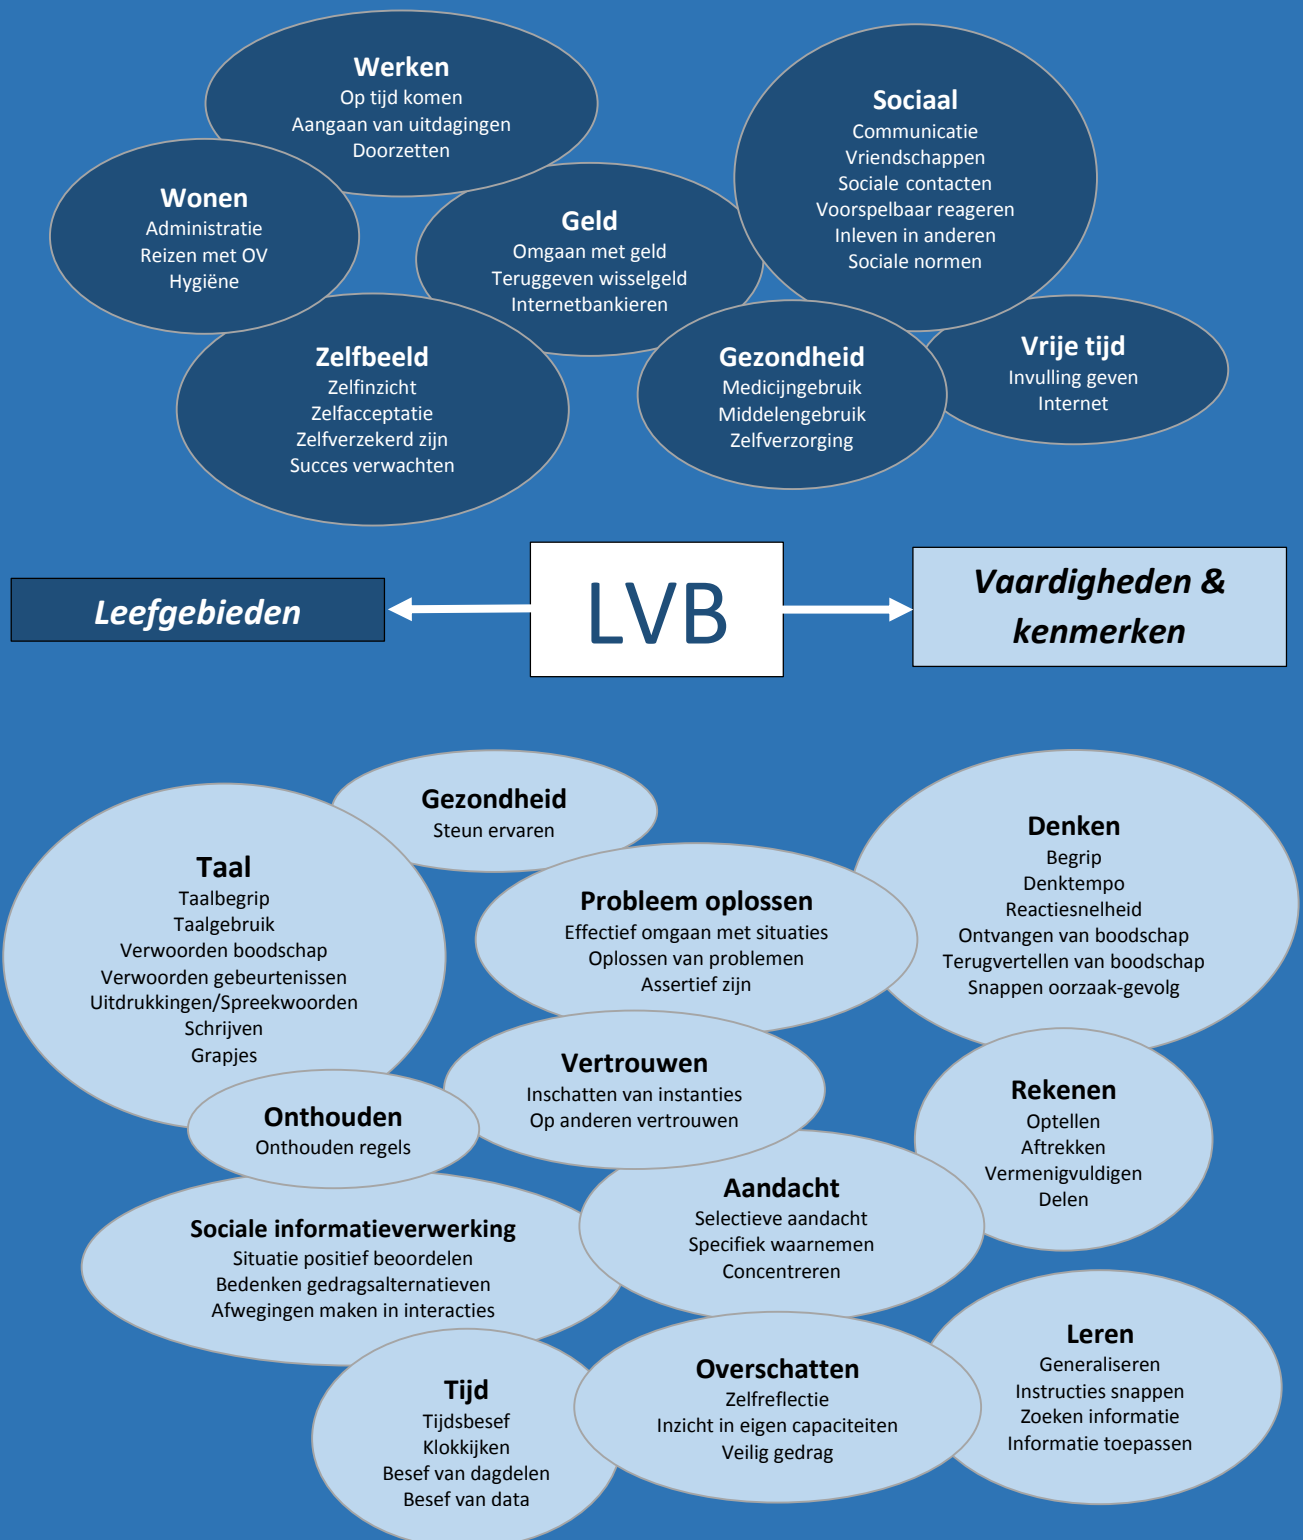 Werken
Op tijd komen
Aangaan van uitdagingen
Doorzetten
Sociaal
Communicatie
Vriendschappen
Sociale contacten
Voorspelbaar reageren
Inleven in anderen
Sociale normen
Wonen
Administratie
Reizen met OV
Hygiëne
Geld
Omgaan met geld
Teruggeven wisselgeld
Internetbankieren
Zelfbeeld
Zelfinzicht
Zelfacceptatie
Zelfverzekerd zijn
Succes verwachten
Gezondheid
Medicijngebruik
Middelengebruik
Zelfverzorging
Vrije tijd
Invulling geven
Internet
Leefgebieden
LVB
Vaardigheden &
kenmerken
Gezondheid
Steun ervaren
Taal
Taalbegrip
Taalgebruik
Verwoorden boodschap
Verwoorden gebeurtenissen
Uitdrukkingen/Spreekwoorden
Schrijven
Grapjes
Probleem oplossen
Effectief omgaan met situaties
Oplossen van problemen
Assertief zijn
Denken
Begrip
Denktempo
Reactiesnelheid
Ontvangen van boodschap
Terugvertellen van boodschap
Snappen oorzaak-gevolg
Vertrouwen
Inschatten van instanties
Op anderen vertrouwen
Onthouden
Onthouden regels
Rekenen
Optellen
Aftrekken
Vermenigvuldigen
Delen
Aandacht
Selectieve aandacht
Specifiek waarnemen
Concentreren
Sociale informatieverwerking
Situatie positief beoordelen
Bedenken gedragsalternatieven
Afwegingen maken in interacties
Tijd
Tijdsbesef
Klokkijken
Besef van dagdelen
Besef van data
Overschatten
Zelfreflectie
Inzicht in eigen capaciteiten
Veilig gedrag
Leren
Generaliseren
Instructies snappen
Zoeken informatie
Informatie toepassen